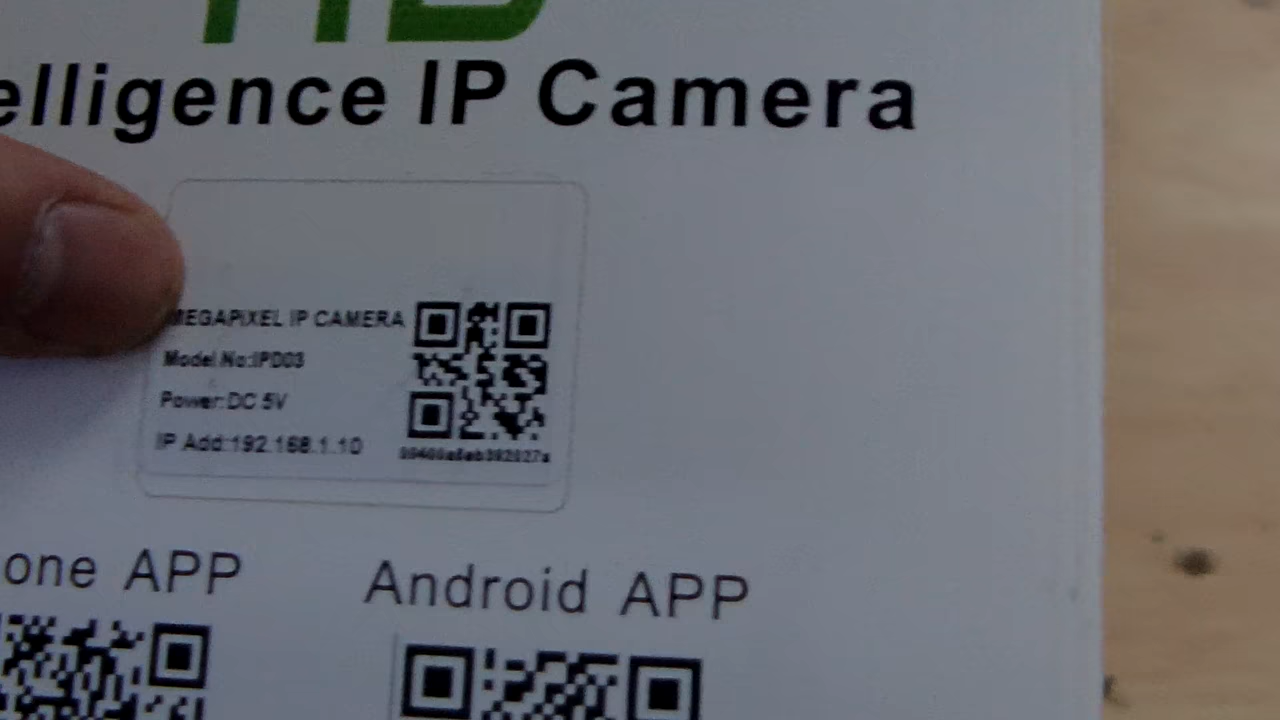 HD
elligence IP Camera
MEGAPIXEL IP CAMERA
Model No:IPD03
Power:DC 5V
IP Add:192.168.1.10
one APP
Android APP